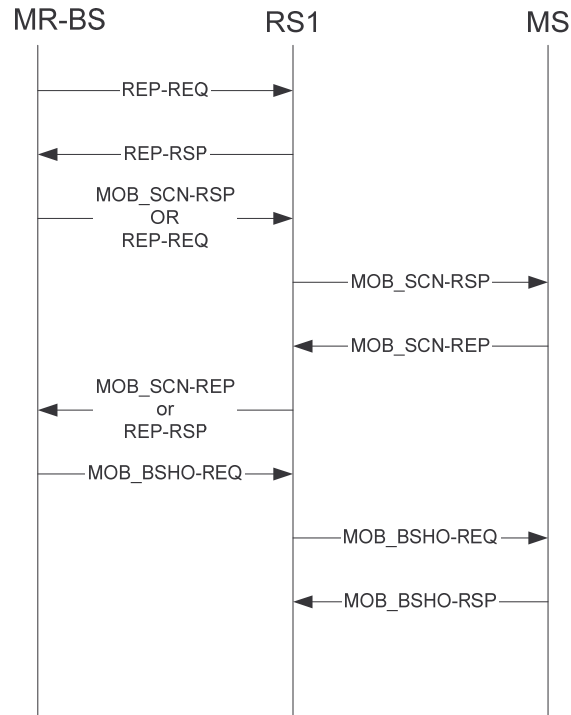 MR-BS RS1 MS
REP-REQ
REP-RSP
MOB_SCN-RSP
OR
REP-REQ
MOB_SCN-RSP
MOB_SCN-REP
MOB_SCN-REP
or
REP-RSP
MOB_BSHO-REQ
MOB_BSHO-REQ
MOB_BSHO-RSP